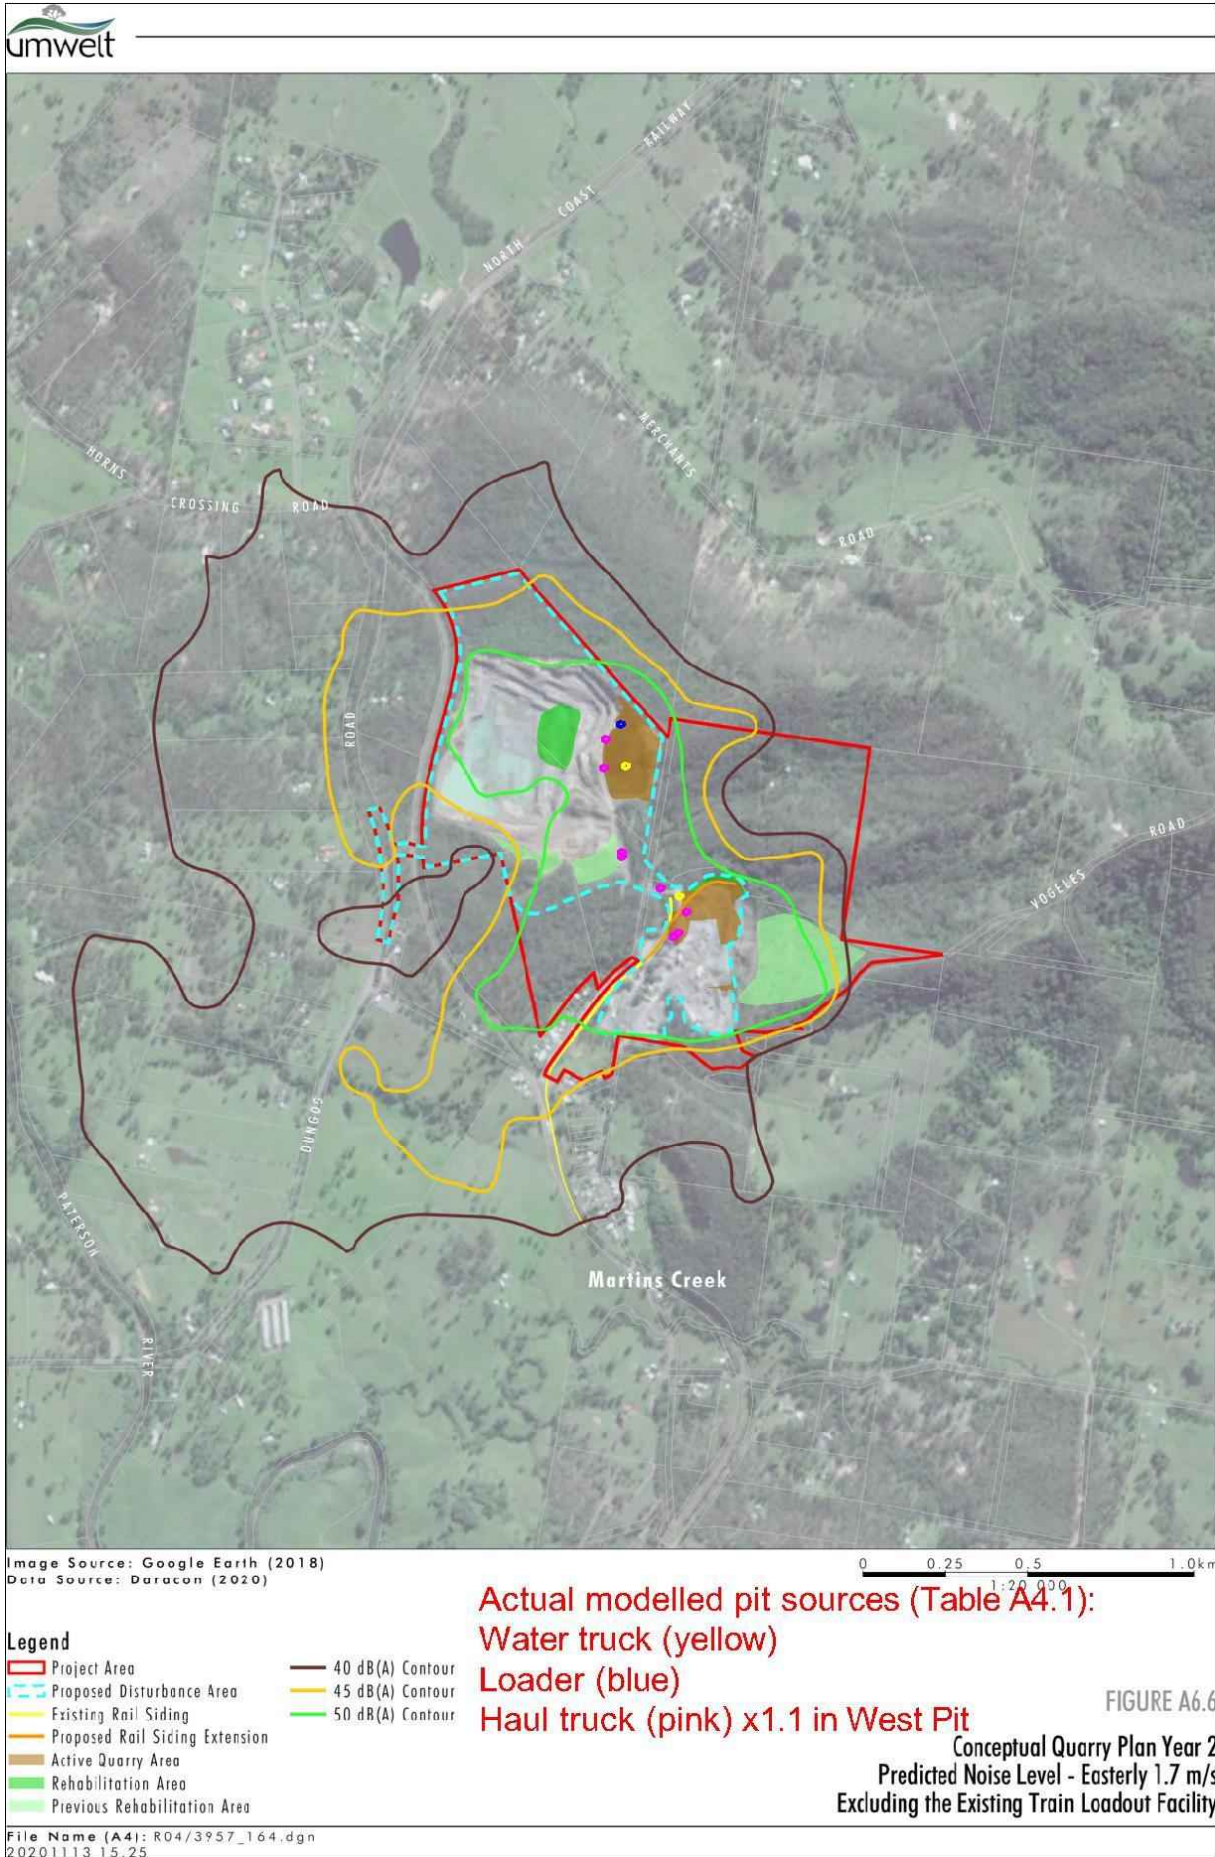 umwelt
NORTH COAST RAILWAY
MERCHANTS
ROAD
HORNS
CROSSING ROAD
ROAD
ROAD
VOGELES
DUNGOG
PATERSON
RIVER
Martins Creek
Image Source: Google Earth (2018)
Data Source: Daracon (2020)
0 0.25 0.5 1.0km
1:20 000
Actual modelled pit sources (Table A4.1):
Water truck (yellow)
Loader (blue)
Haul truck (pink) x1.1 in West Pit
Legend
Project Area
Proposed Disturbance Area
Existing Rail Siding
Proposed Rail Siding Extension
Active Quarry Area
Rehabilitation Area
Previous Rehabilitation Area
40 dB(A) Contour
45 dB(A) Contour
50 dB(A) Contour
FIGURE A6.6
Conceptual Quarry Plan Year 2
Predicted Noise Level - Easterly 1.7 m/s
Excluding the Existing Train Loadout Facility
File Name (A4): R04/3957_164.dgn
20201113 15.25